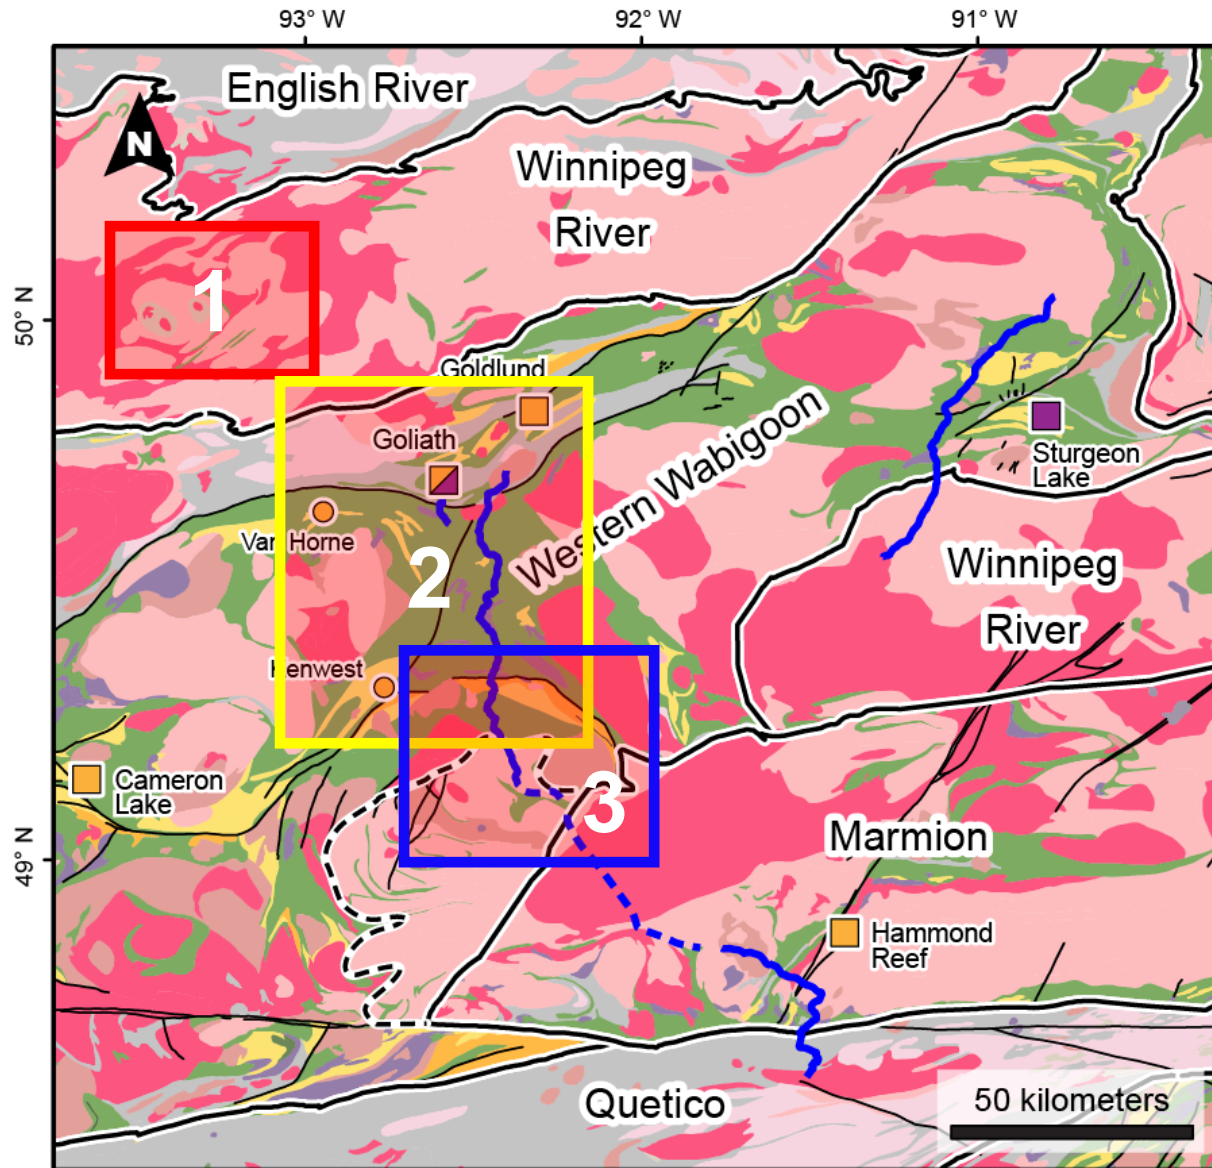 93° W
92° W
91° W
English River
N
Winnipeg
River
1
50° N
Goldlund
Goliath
Western Wabigoon
Sturgeon
Lake
Van Horne
2
Winnipeg
River
Kenwest
Cameron
Lake
3
Marmion
49° N
Hammond
Reef
Quetico
50 kilometers